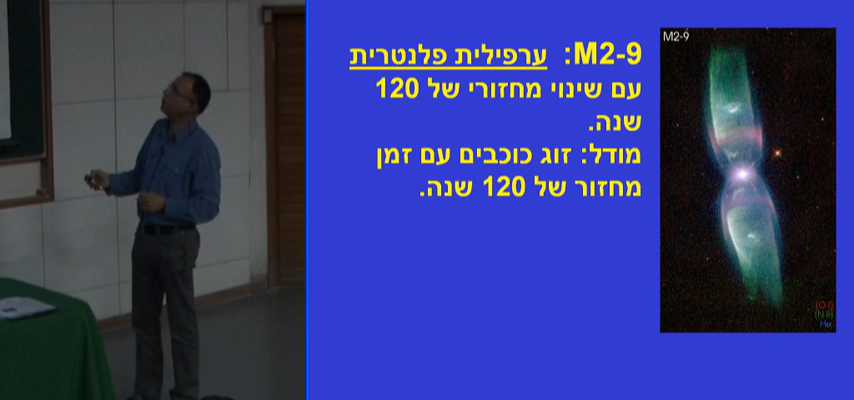 M2-9: ערפילית פלנטרית
עם שינוי מחזורי של 120
שנה.
מודל: זוג כוכבים עם זמן
מחזור של 120 שנה.
M2-9